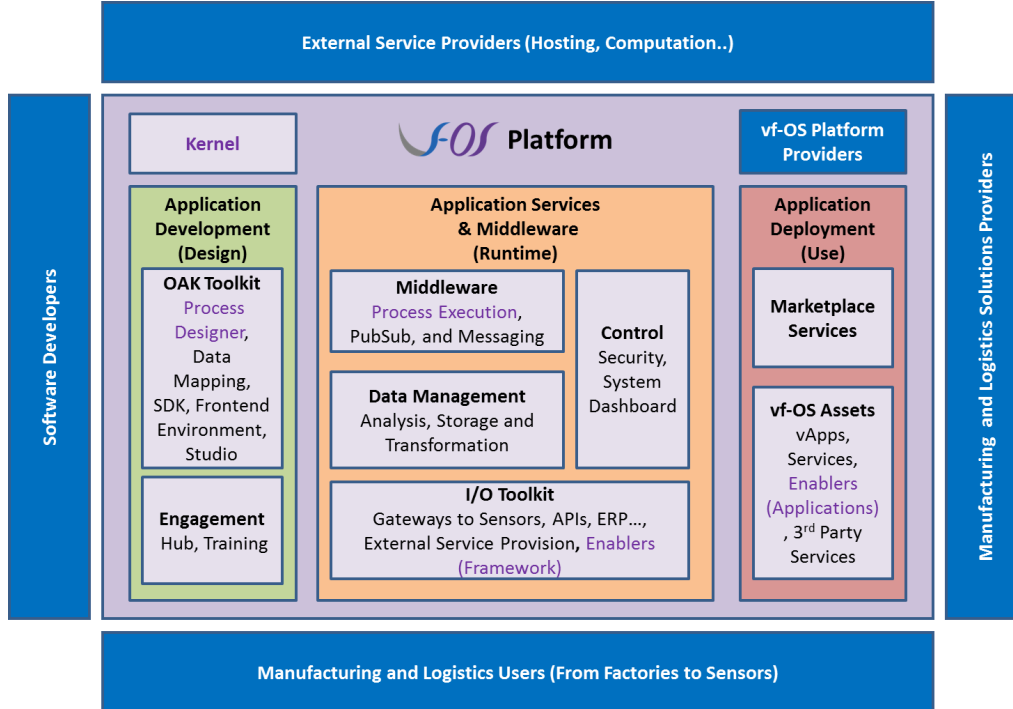 External Service Providers (Hosting, Computation..)
Software Developers
Kernel
vf-OS Platform
vf-OS Platform
Providers
Application
Development
(Design)
OAK Toolkit
Process
Designer,
Data
Mapping,
SDK, Frontend
Environment,
Studio
Engagement
Hub, Training
Application Services
& Middleware
(Runtime)
Middleware
Process Execution,
PubSub, and Messaging
Data Management
Analysis, Storage and
Transformation
Control
Security,
System
Dashboard
I/O Toolkit
Gateways to Sensors, APIs, ERP…,
External Service Provision, Enablers
(Framework)
Application
Deployment
(Use)
Marketplace
Services
vf-OS Assets
vApps,
Services,
Enablers
(Applications)
, 3rd Party
Services
Manufacturing and Logistics Solutions Providers
Manufacturing and Logistics Users (From Factories to Sensors)